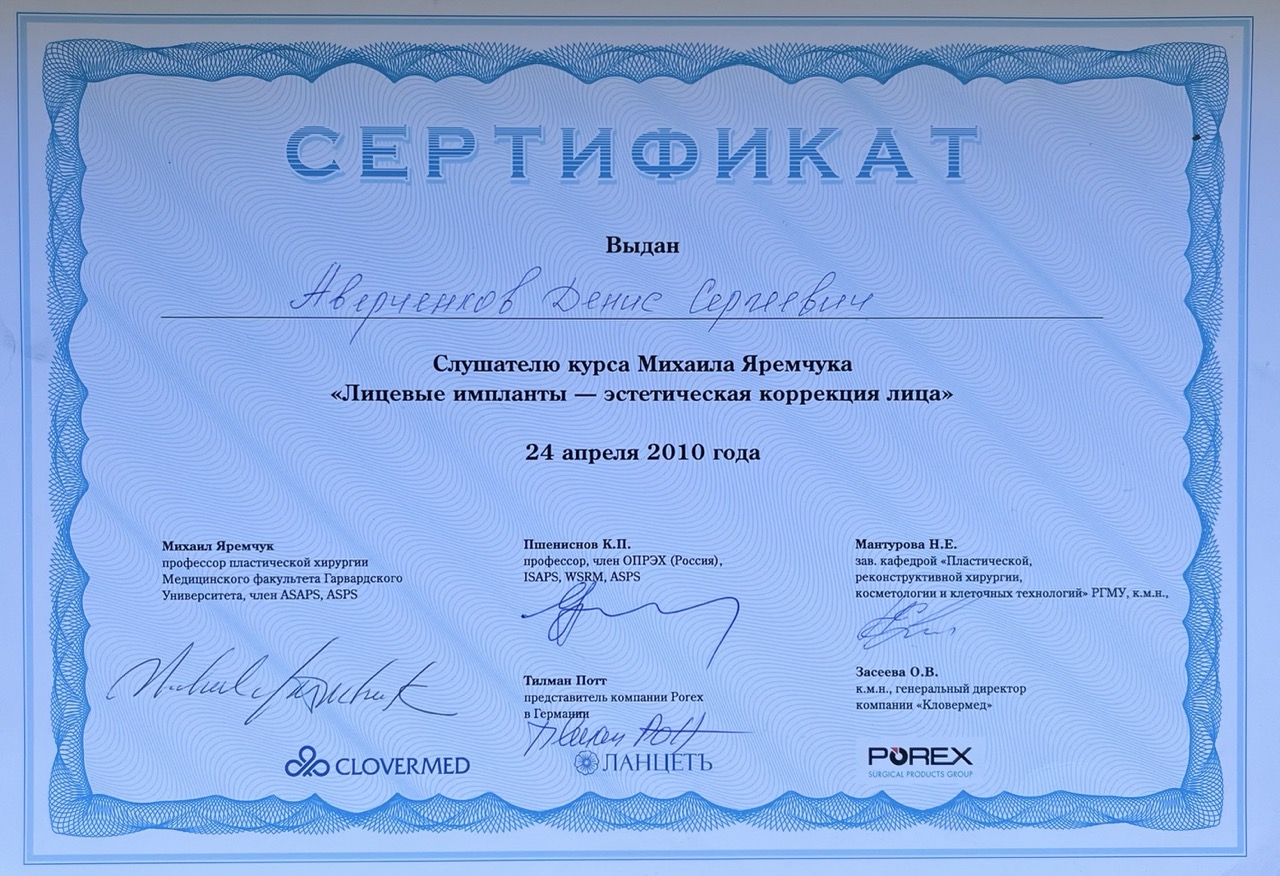 СЕРТИФИКАТ
Выдан
Аверченков Денис Сергеевич
Слушателю курса Михаила Яремчука
«Лицевые импланты — эстетическая коррекция лица»
24 апреля 2010 года
Михаил Яремчук
профессор пластической хирургии
Медицинского факультета Гарвардского
Университета, член ASAPS, ASPS
Пшениснов К.П.
профессор, член ОПРЭХ (Россия),
ISAPS, WSRM, ASPS
Тилман Потт
представитель компании Porex
в Германии
Мантурова Н.Е.
зав. кафедрой «Пластической,
реконструктивной хирургии,
косметологии и клеточных технологий» РГМУ, к.м.н.,
Засеева О.В.
к.м.н., генеральный директор
компании «Кловермед»
CLOVERMED
ЛАНЦЕТЪ
POREX
SURGICAL PRODUCTS GROUP